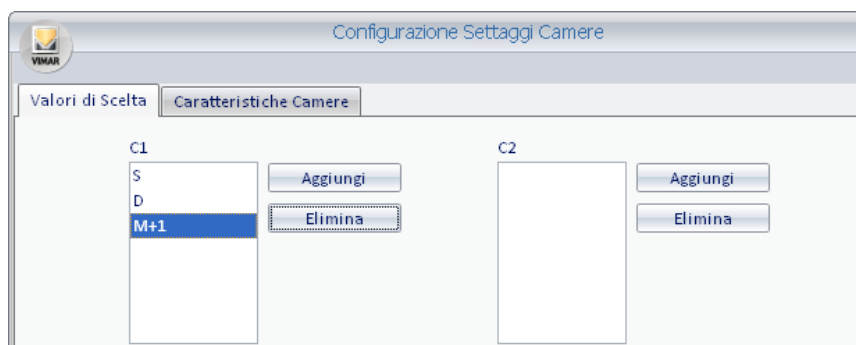 Configurazione Settaggi Camere
VIMAR
Valori di Scelta
Caratteristiche Camere
C1
S
D
M+1
Aggiungi
Elimina
C2
Aggiungi
Elimina